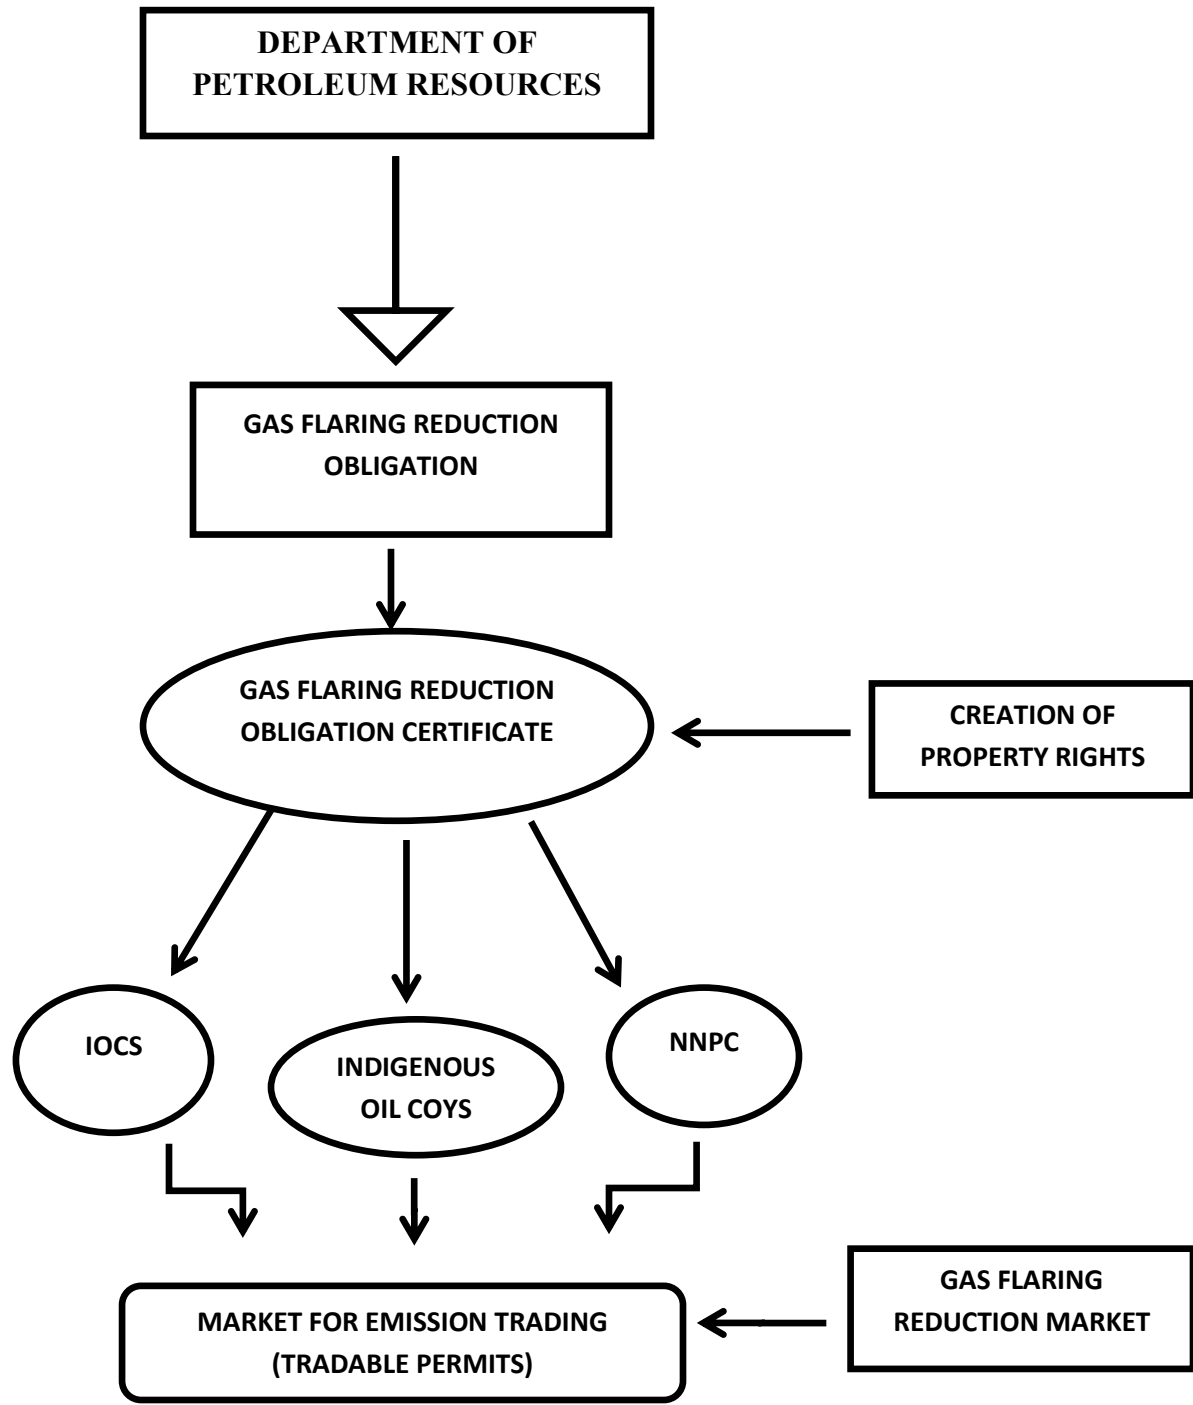 DEPARTMENT OF
PETROLEUM RESOURCES
GAS FLARING REDUCTION
OBLIGATION
GAS FLARING REDUCTION
OBLIGATION CERTIFICATE
CREATION OF
PROPERTY RIGHTS
IOCS
INDIGENOUS
OIL COYS
NNPC
MARKET FOR EMISSION TRADING
(TRADABLE PERMITS)
GAS FLARING
REDUCTION MARKET